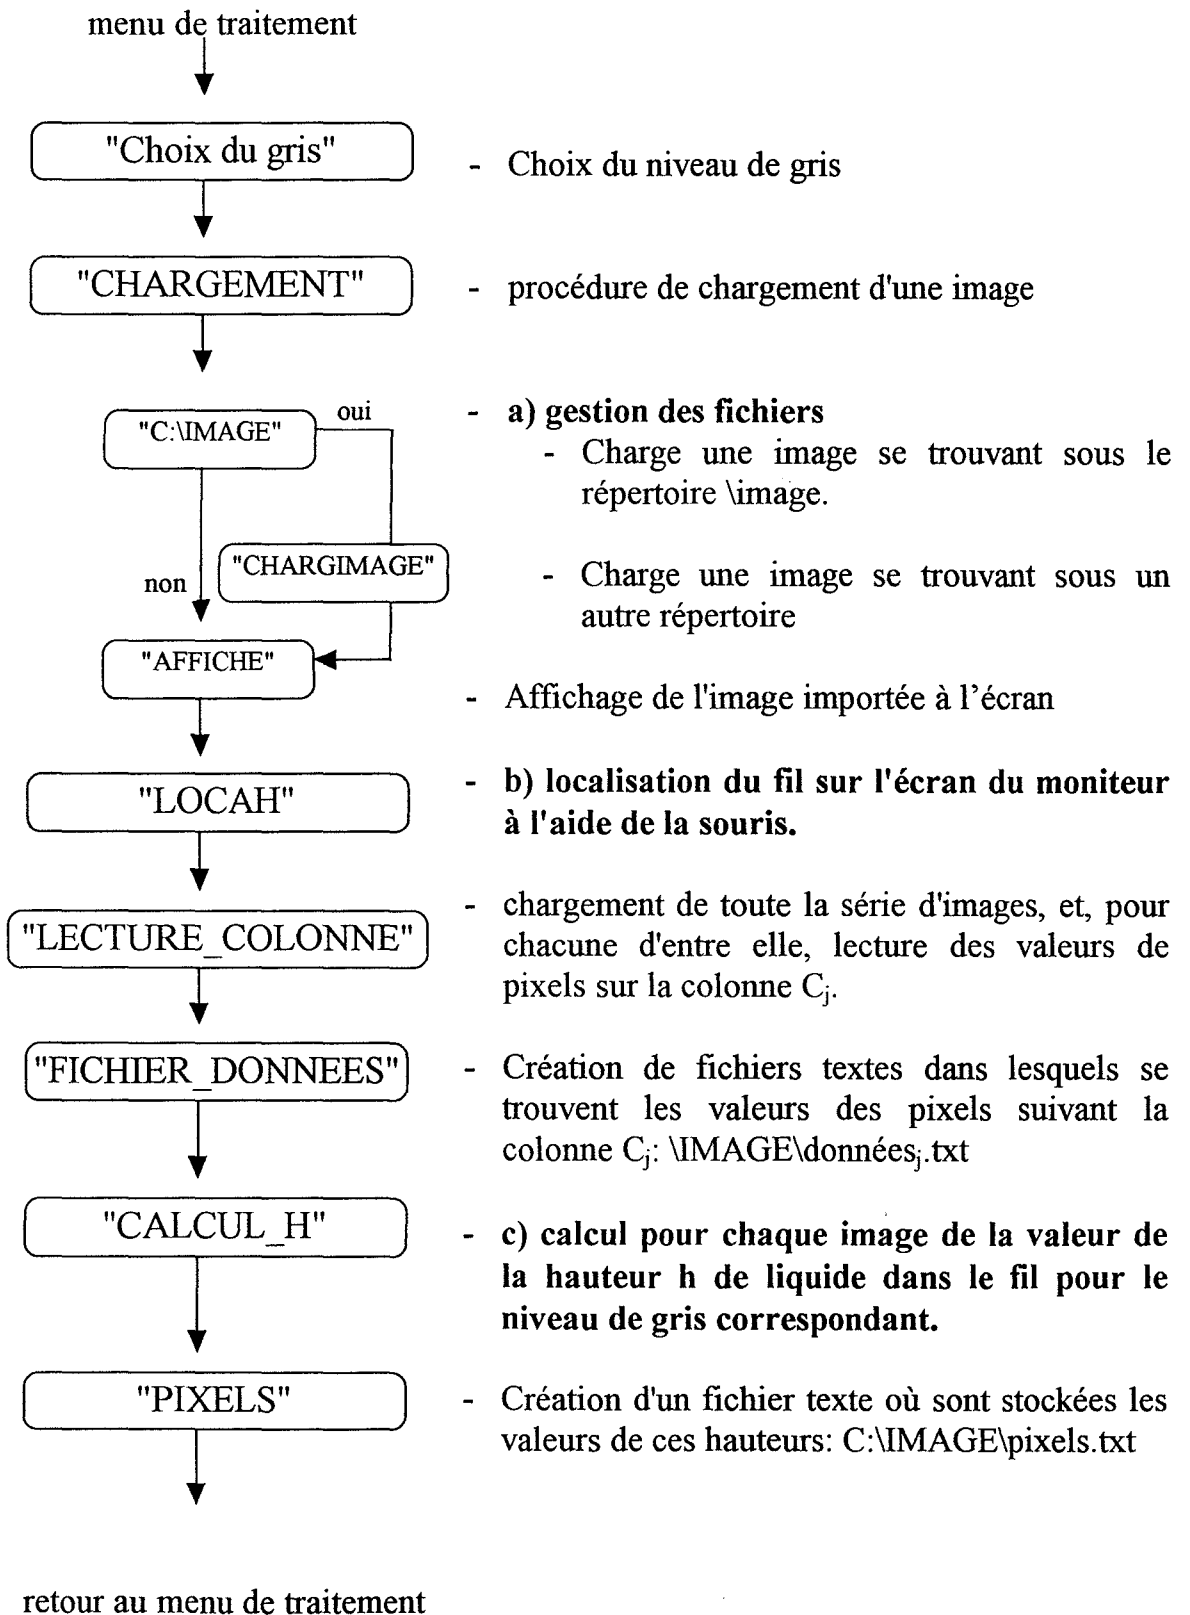 menu de traitement
"Choix du gris"
- Choix du niveau de gris
"CHARGEMENT"
- procédure de chargement d'une image
"C:\IMAGE"
oui
non
"CHARGIMAGE"
"AFFICHE"
- a) gestion des fichiers
- Charge une image se trouvant sous le
répertoire \image.
- Charge une image se trouvant sous un
autre répertoire
- Affichage de l'image importée à l'écran
"LOCAH"
- b) localisation du fil sur l'écran du moniteur
à l'aide de la souris.
"LECTURE_COLONNE"
- chargement de toute la série d'images, et, pour
chacune d'entre elle, lecture des valeurs de
pixels sur la colonne Cj.
"FICHIER_DONNEES"
- Création de fichiers textes dans lesquels se
trouvent les valeurs des pixels suivant la
colonne Cj: \IMAGE\donnéesj.txt
"CALCUL_H"
- c) calcul pour chaque image de la valeur de
la hauteur h de liquide dans le fil pour le
niveau de gris correspondant.
"PIXELS"
- Création d'un fichier texte où sont stockées les
valeurs de ces hauteurs: C:\IMAGE\pixels.txt
retour au menu de traitement